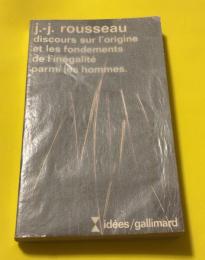 j.-j. rousseau
discours sur l'origine
et les fondements
de l'inégalité
parmi les hommes.
idées/gallimard